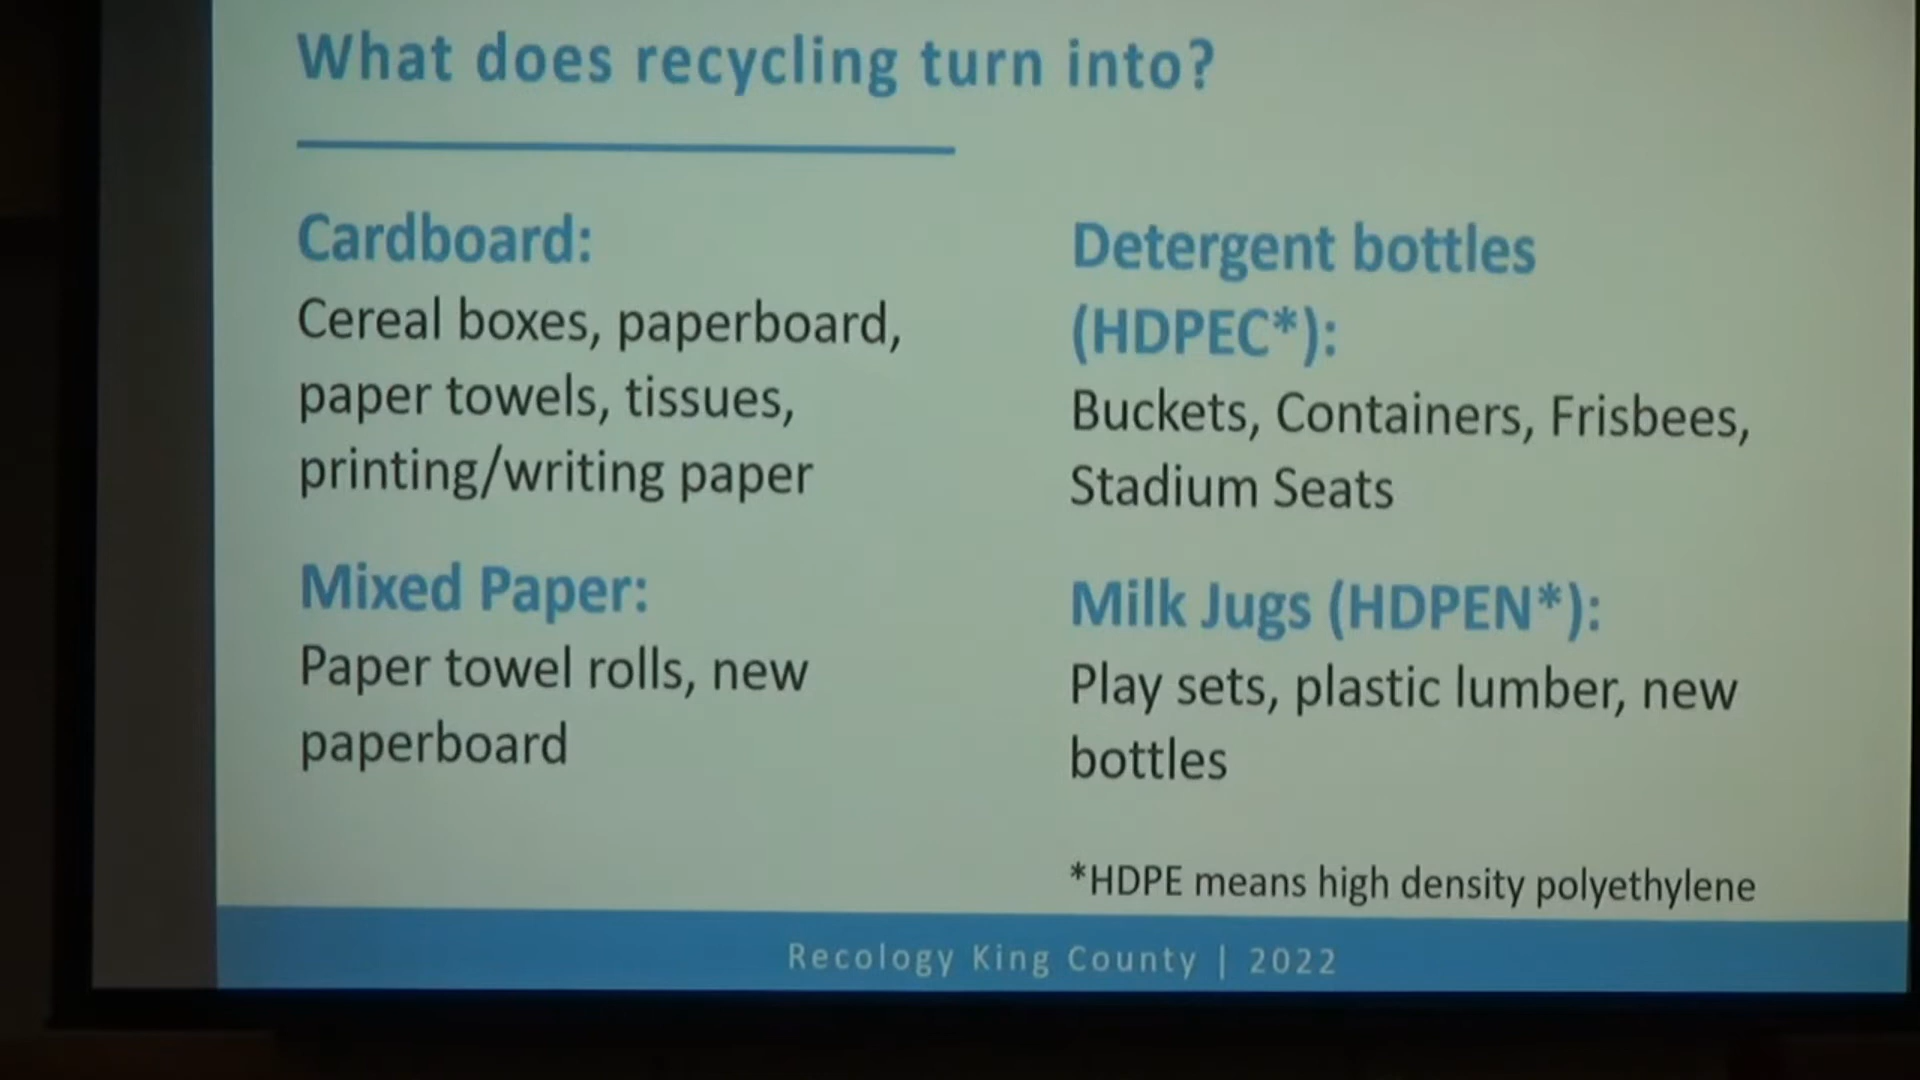 What does recycling turn into?
Cardboard:
Cereal boxes, paperboard,
paper towels, tissues,
printing/writing paper
Mixed Paper:
Paper towel rolls, new
paperboard
Detergent bottles
(HDPEC*):
Buckets, Containers, Frisbees,
Stadium Seats
Milk Jugs (HDPEN*):
Play sets, plastic lumber, new
bottles
*HDPE means high density polyethylene
Recology King County | 2022